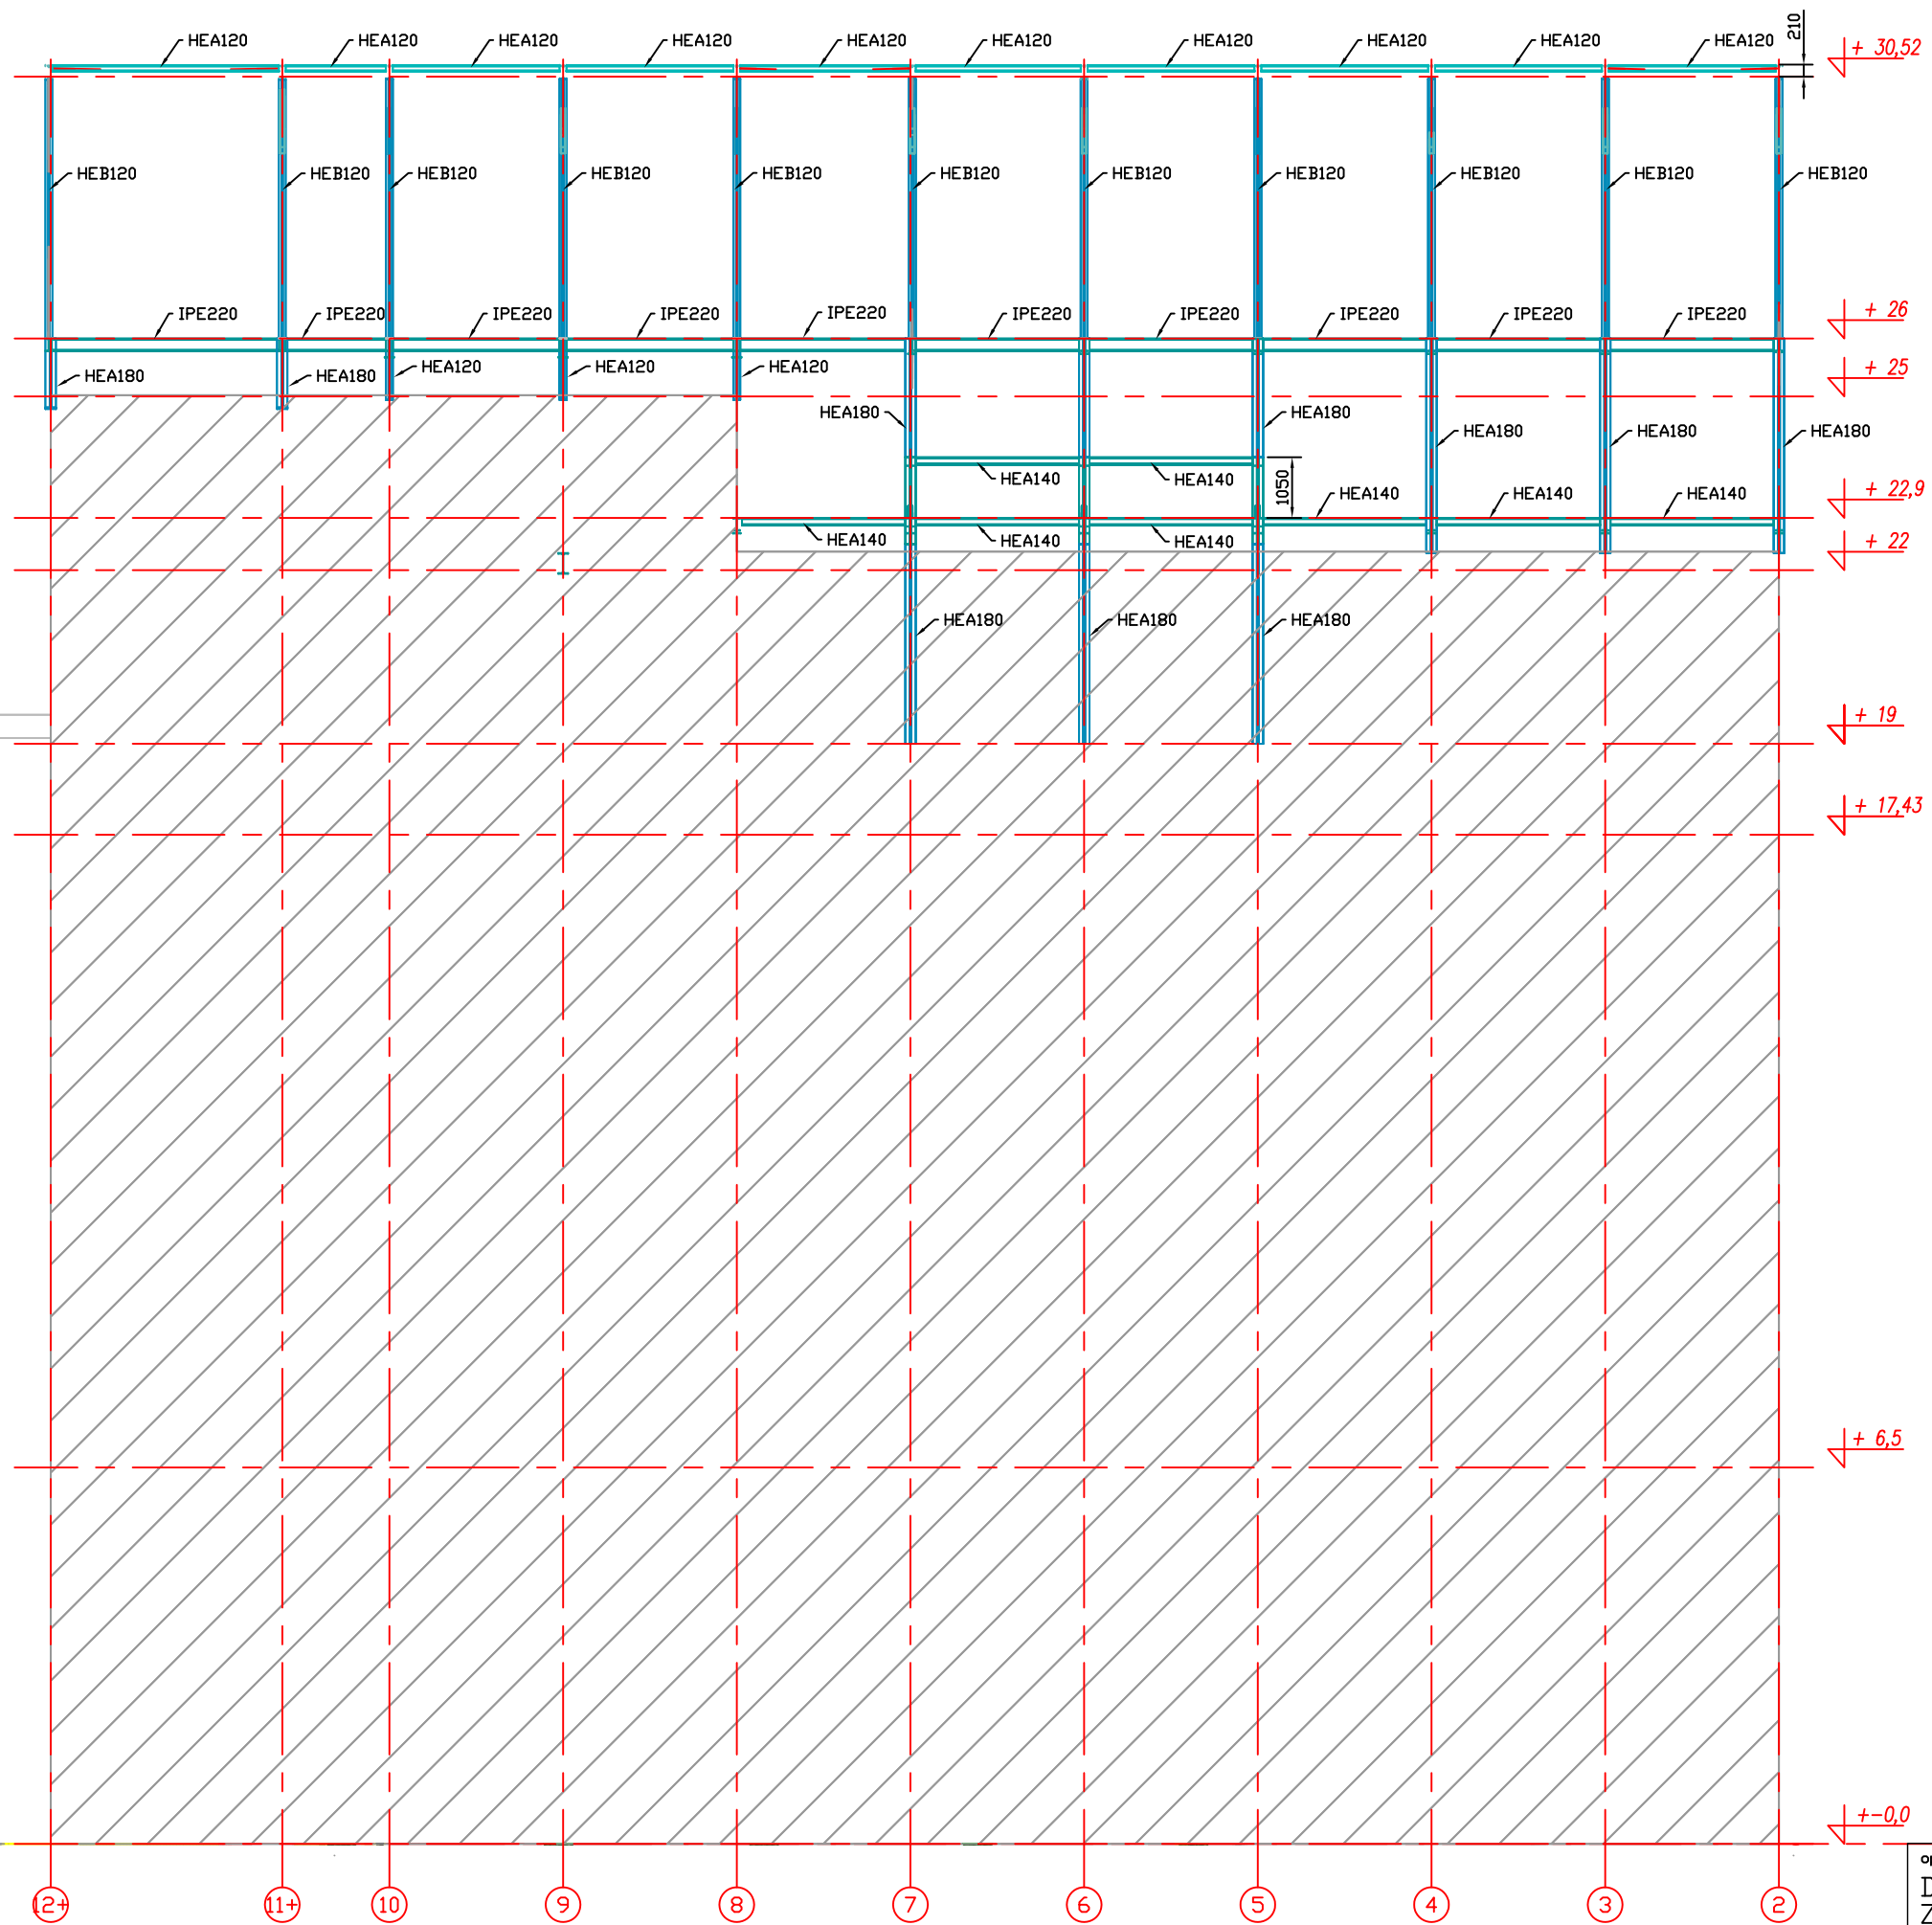 HEA120 HEA120 HEA120 HEA120 HEA120 HEA120 HEA120 HEA120 HEA120 HEA120
210
+ 30,52
HEB120 HEB120 HEB120 HEB120 HEB120 HEB120 HEB120 HEB120 HEB120 HEB120 HEB120
IPE220 IPE220 IPE220 IPE220 IPE220 IPE220 IPE220 IPE220 IPE220 IPE220
+ 26
HEA180 HEA180 HEA120 HEA120 HEA120
+ 25
HEA180 HEA180 HEA180 HEA180 HEA180
HEA140 HEA140
1050
HEA140 HEA140 HEA140
+ 22,9
HEA140 HEA140 HEA140
+ 22
HEA180 HEA180 HEA180
+ 19
+ 17,43
+ 6,5
+-0,0
12+ 11+ 10 9 8 7 6 5 4 3 2